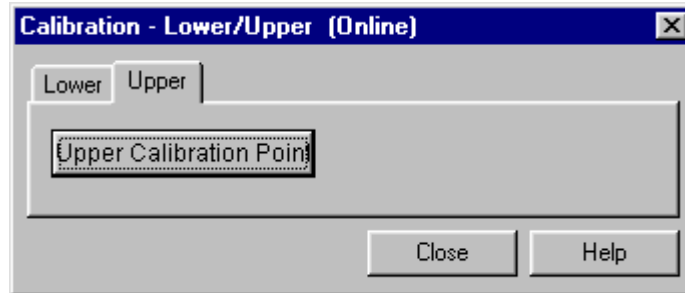 Calibration - Lower/Upper (Online)
Lower Upper
Upper Calibration Poin
Close Help